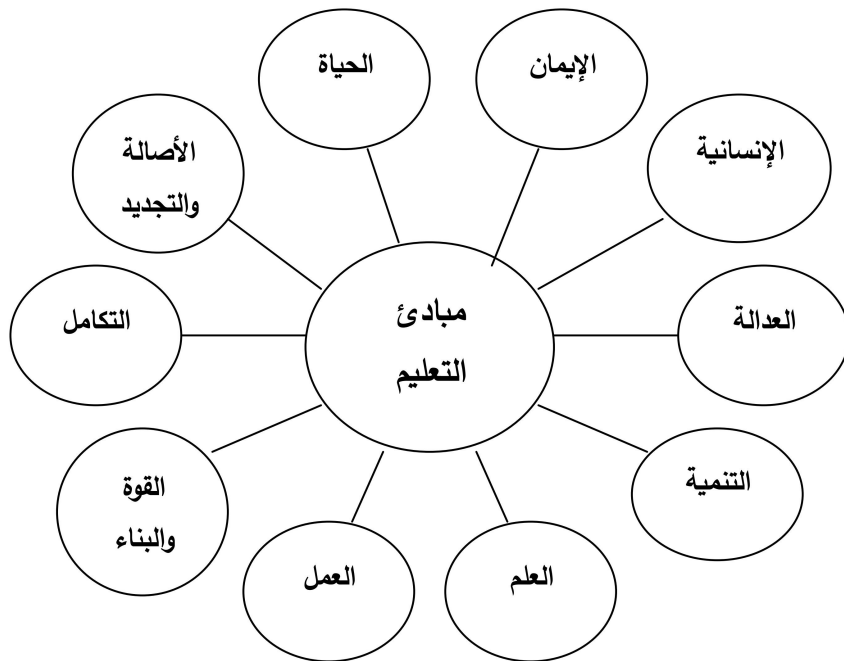 مبادئ
التعليم
الإيمان
الإنسانية
العدالة
التنمية
العلم
العمل
القوة
والبناء
التكامل
الأصالة
والتجديد
الحياة